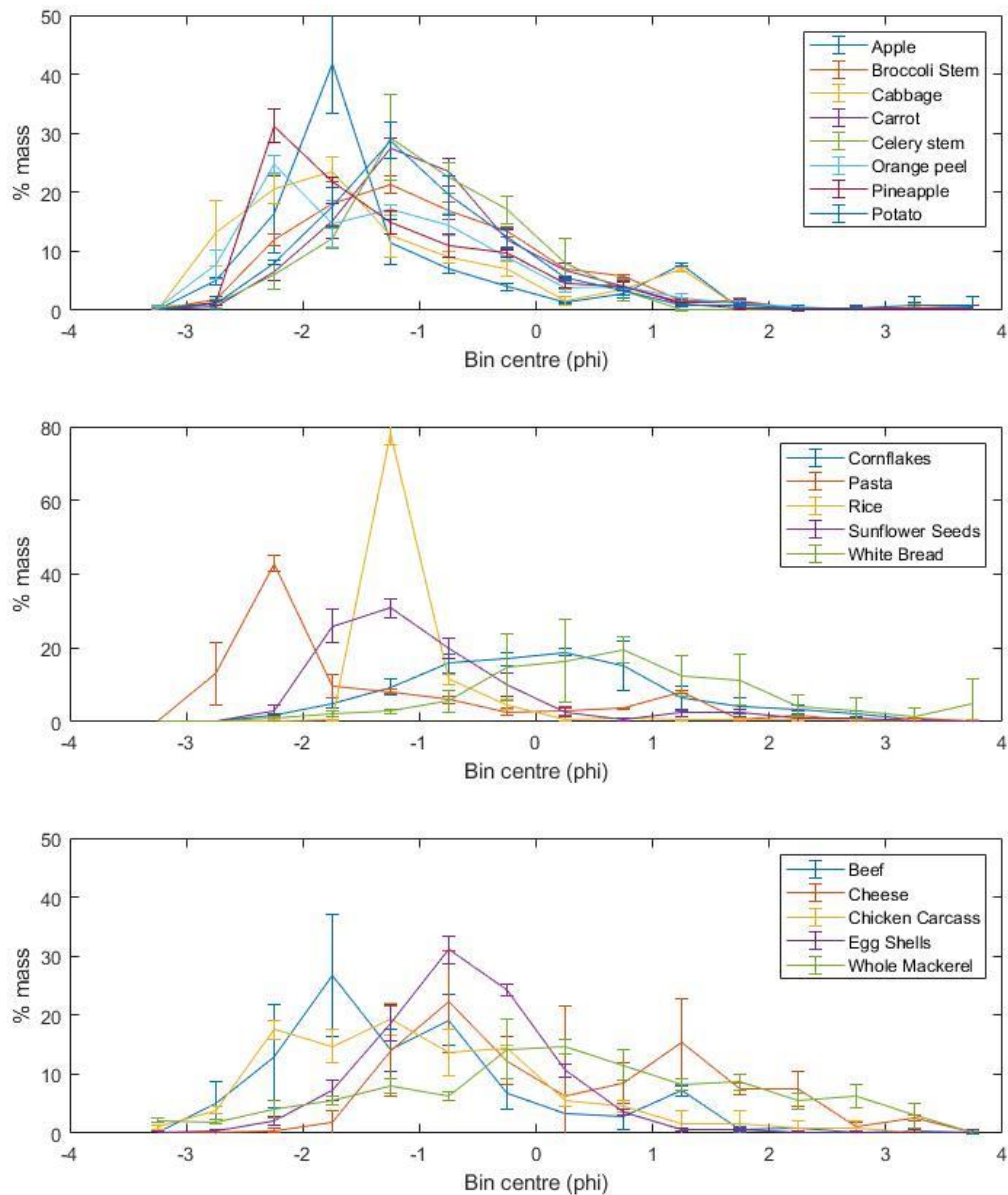 50
40
30
20
10
0
% mass
-4 -3 -2 -1 0 1 2 3 4
Bin centre (phi)
Apple
Broccoli Stem
Cabbage
Carrot
Celery stem
Orange peel
Pineapple
Potato
80
60
40
20
0
% mass
-4 -3 -2 -1 0 1 2 3 4
Bin centre (phi)
Cornflakes
Pasta
Rice
Sunflower Seeds
White Bread
50
40
30
20
10
0
% mass
-4 -3 -2 -1 0 1 2 3 4
Bin centre (phi)
Beef
Cheese
Chicken Carcass
Egg Shells
Whole Mackerel